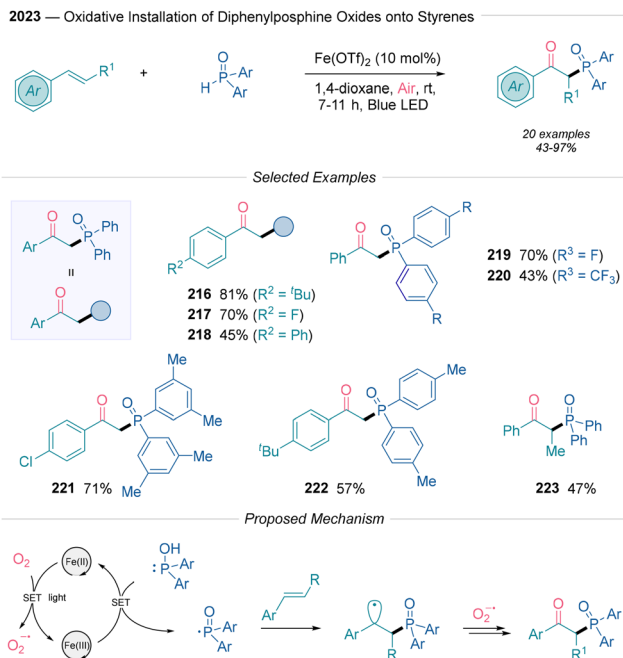 2023 — Oxidative Installation of Diphenylposphine Oxides onto Styrenes
Ar
R¹
+
O
H
P
Ar
Ar
Fe(OTf)₂ (10 mol%)
1,4-dioxane, Air, rt,
7-11 h, Blue LED
O
O
Ar
P
Ar
Ar
R¹
20 examples
43-97%
Selected Examples
O
O
Ar
P
Ph
Ph
=
O
Ar
O
R²
216 81% (R² = ᵗBu)
217 70% (R² = F)
218 45% (R² = Ph)
R
O
O
Ph
P
R
219 70% (R³ = F)
220 43% (R³ = CF₃)
Me
O
O
P
Me
Cl
Me
Me
221 71%
Me
O
O
P
ᵗBu
Me
222 57%
O
O
Ph
P
Ph
Ph
Me
223 47%
Proposed Mechanism
O₂
Fe(II)
SET light
SET
O₂⁻•
Fe(III)
OH
:P
Ar
Ar
O
•P
Ar
Ar
R
Ar
•
O
Ar
P
Ar
Ar
R
O₂⁻•
O
O
Ar
P
Ar
Ar
R¹